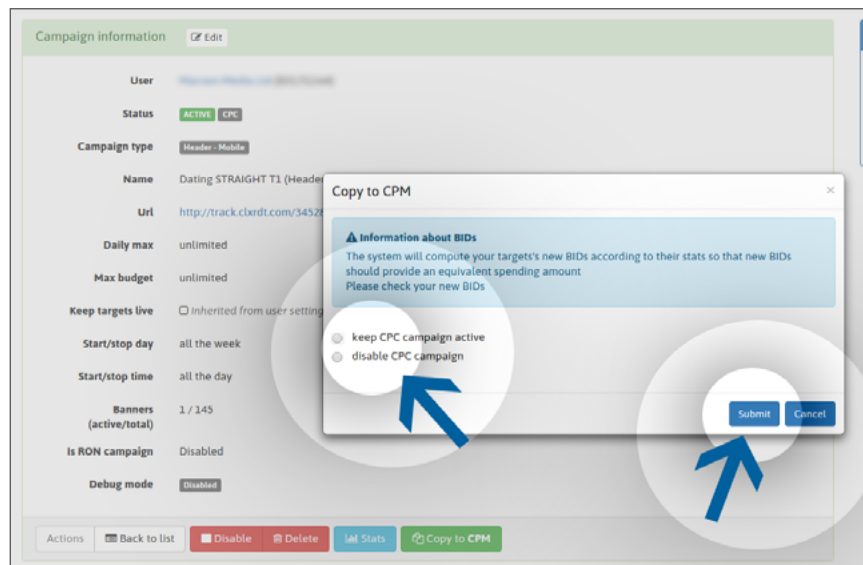 Campaign information Edit
User
Status ACTIVE CPC
Campaign type Header - Mobile
Name Dating STRAIGHT T1 (Header
Url http://track.clxrdt.com/34528
Daily max unlimited
Max budget unlimited
Keep targets live Inherited from user setting
Start/stop day all the week
Start/stop time all the day
Banners (active/total) 1 / 145
Is RON campaign Disabled
Debug mode Disabled
Actions Back to list Disable Delete Stats Copy to CPM
Copy to CPM ×
Information about BIDs
The system will compute your targets's new BIDs according to their stats so that new BIDs
should provide an equivalent spending amount
Please check your new BIDs
keep CPC campaign active
disable CPC campaign
Submit Cancel